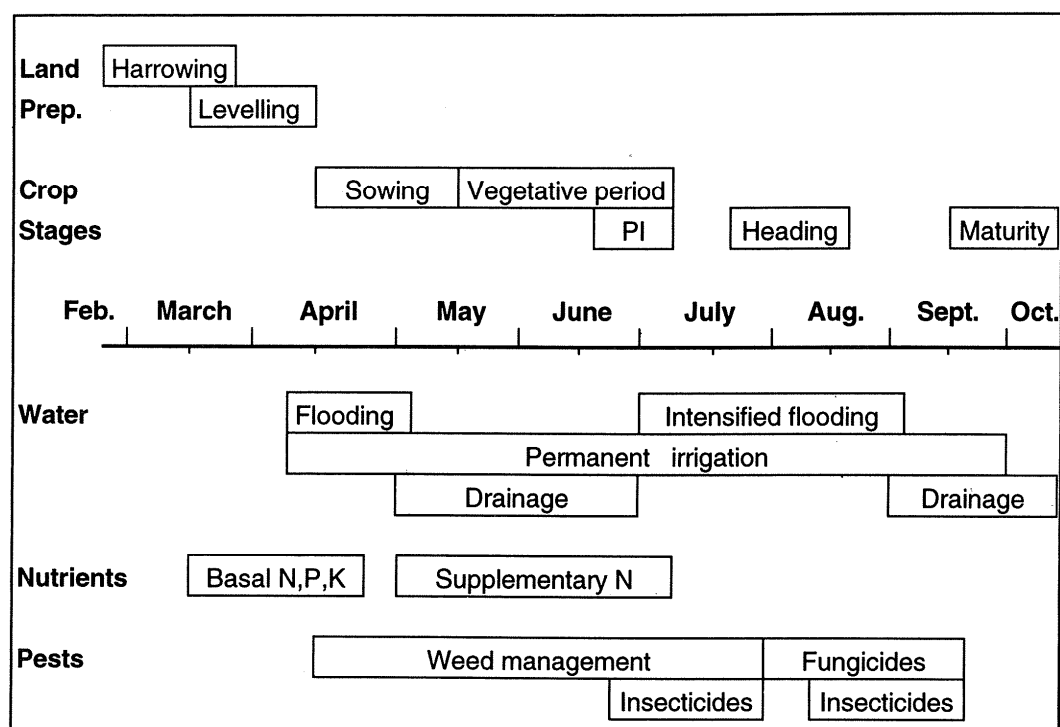 Land Harrowing
Prep. Levelling
Crop Sowing Vegetative period
Stages PI Heading Maturity
Feb. March April May June July Aug. Sept. Oct.
Water Flooding Intensified flooding
Permanent irrigation
Drainage Drainage
Nutrients Basal N,P,K Supplementary N
Pests Weed management Fungicides
Insecticides Insecticides